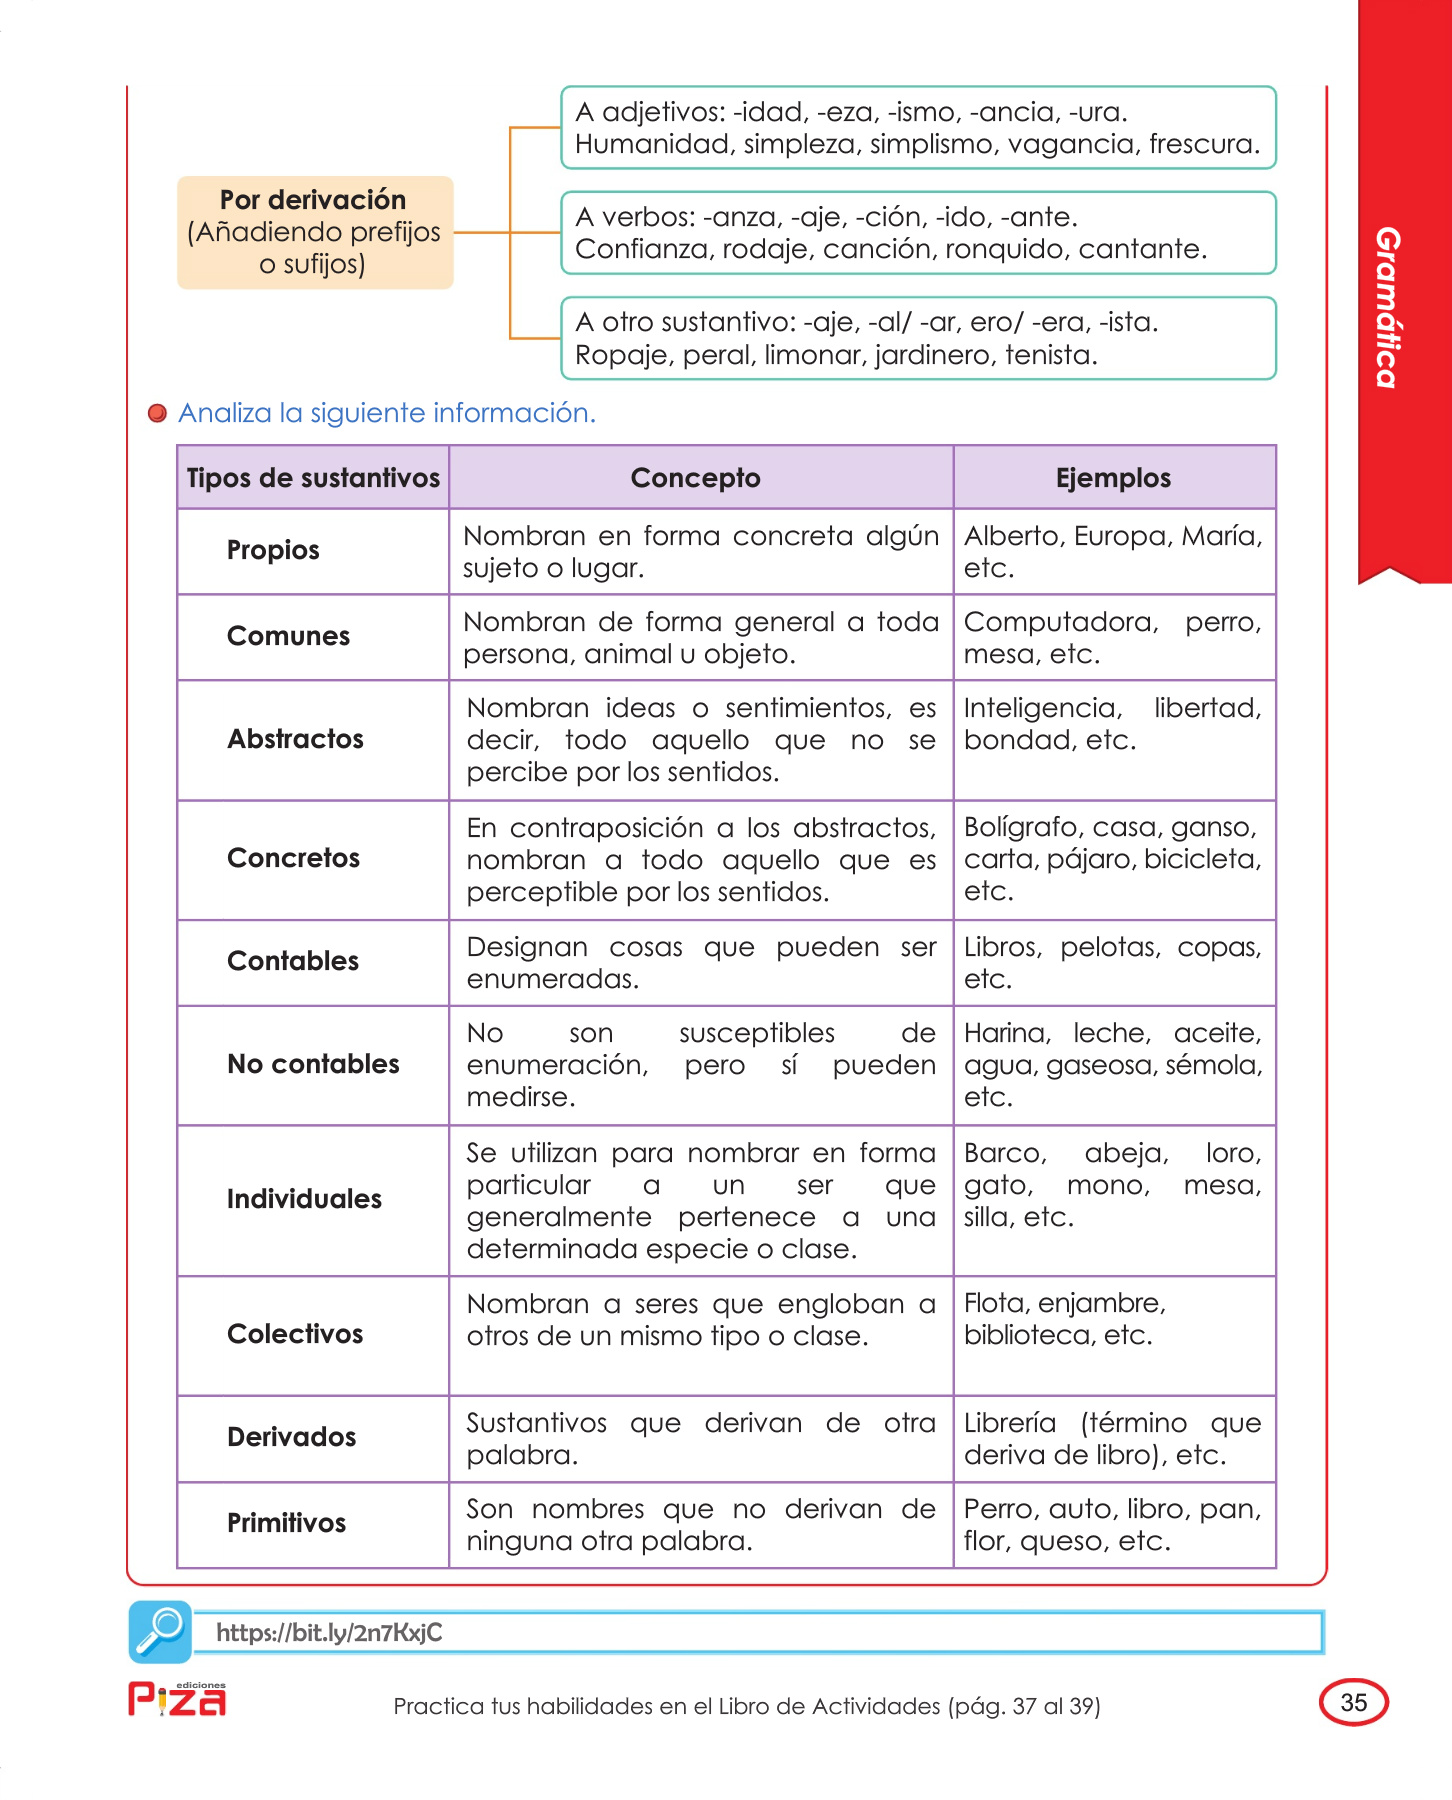 A adjetivos: -idad, -eza, -ismo, -ancia, -ura.
Humanidad, simpleza, simplismo, vagancia, frescura.
Por derivación
(Añadiendo prefijos
o sufijos)
A verbos: -anza, -aje, -ción, -ido, -ante.
Confianza, rodaje, canción, ronquido, cantante.
A otro sustantivo: -aje, -al/ -ar, ero/ -era, -ista.
Ropaje, peral, limonar, jardinero, tenista.
Gramática
Analiza la siguiente información.
Tipos de sustantivos
Concepto
Ejemplos
Propios
Nombran en forma concreta algún
sujeto o lugar.
Alberto, Europa, María,
etc.
Comunes
Nombran de forma general a toda
persona, animal u objeto.
Computadora, perro,
mesa, etc.
Abstractos
Nombran ideas o sentimientos, es
decir, todo aquello que no se
percibe por los sentidos.
Inteligencia, libertad,
bondad, etc.
Concretos
En contraposición a los abstractos,
nombran a todo aquello que es
perceptible por los sentidos.
Bolígrafo, casa, ganso,
carta, pájaro, bicicleta,
etc.
Contables
Designan cosas que pueden ser
enumeradas.
Libros, pelotas, copas,
etc.
No contables
No son susceptibles de
enumeración, pero sí pueden
medirse.
Harina, leche, aceite,
agua, gaseosa, sémola,
etc.
Individuales
Se utilizan para nombrar en forma
particular a un ser que
generalmente pertenece a una
determinada especie o clase.
Barco, abeja, loro,
gato, mono, mesa,
silla, etc.
Colectivos
Nombran a seres que engloban a
otros de un mismo tipo o clase.
Flota, enjambre,
biblioteca, etc.
Derivados
Sustantivos que derivan de otra
palabra.
Librería (término que
deriva de libro), etc.
Primitivos
Son nombres que no derivan de
ninguna otra palabra.
Perro, auto, libro, pan,
flor, queso, etc.
https://bit.ly/2n7KxjC
ediciones
Piza
Practica tus habilidades en el Libro de Actividades (pág. 37 al 39)
35